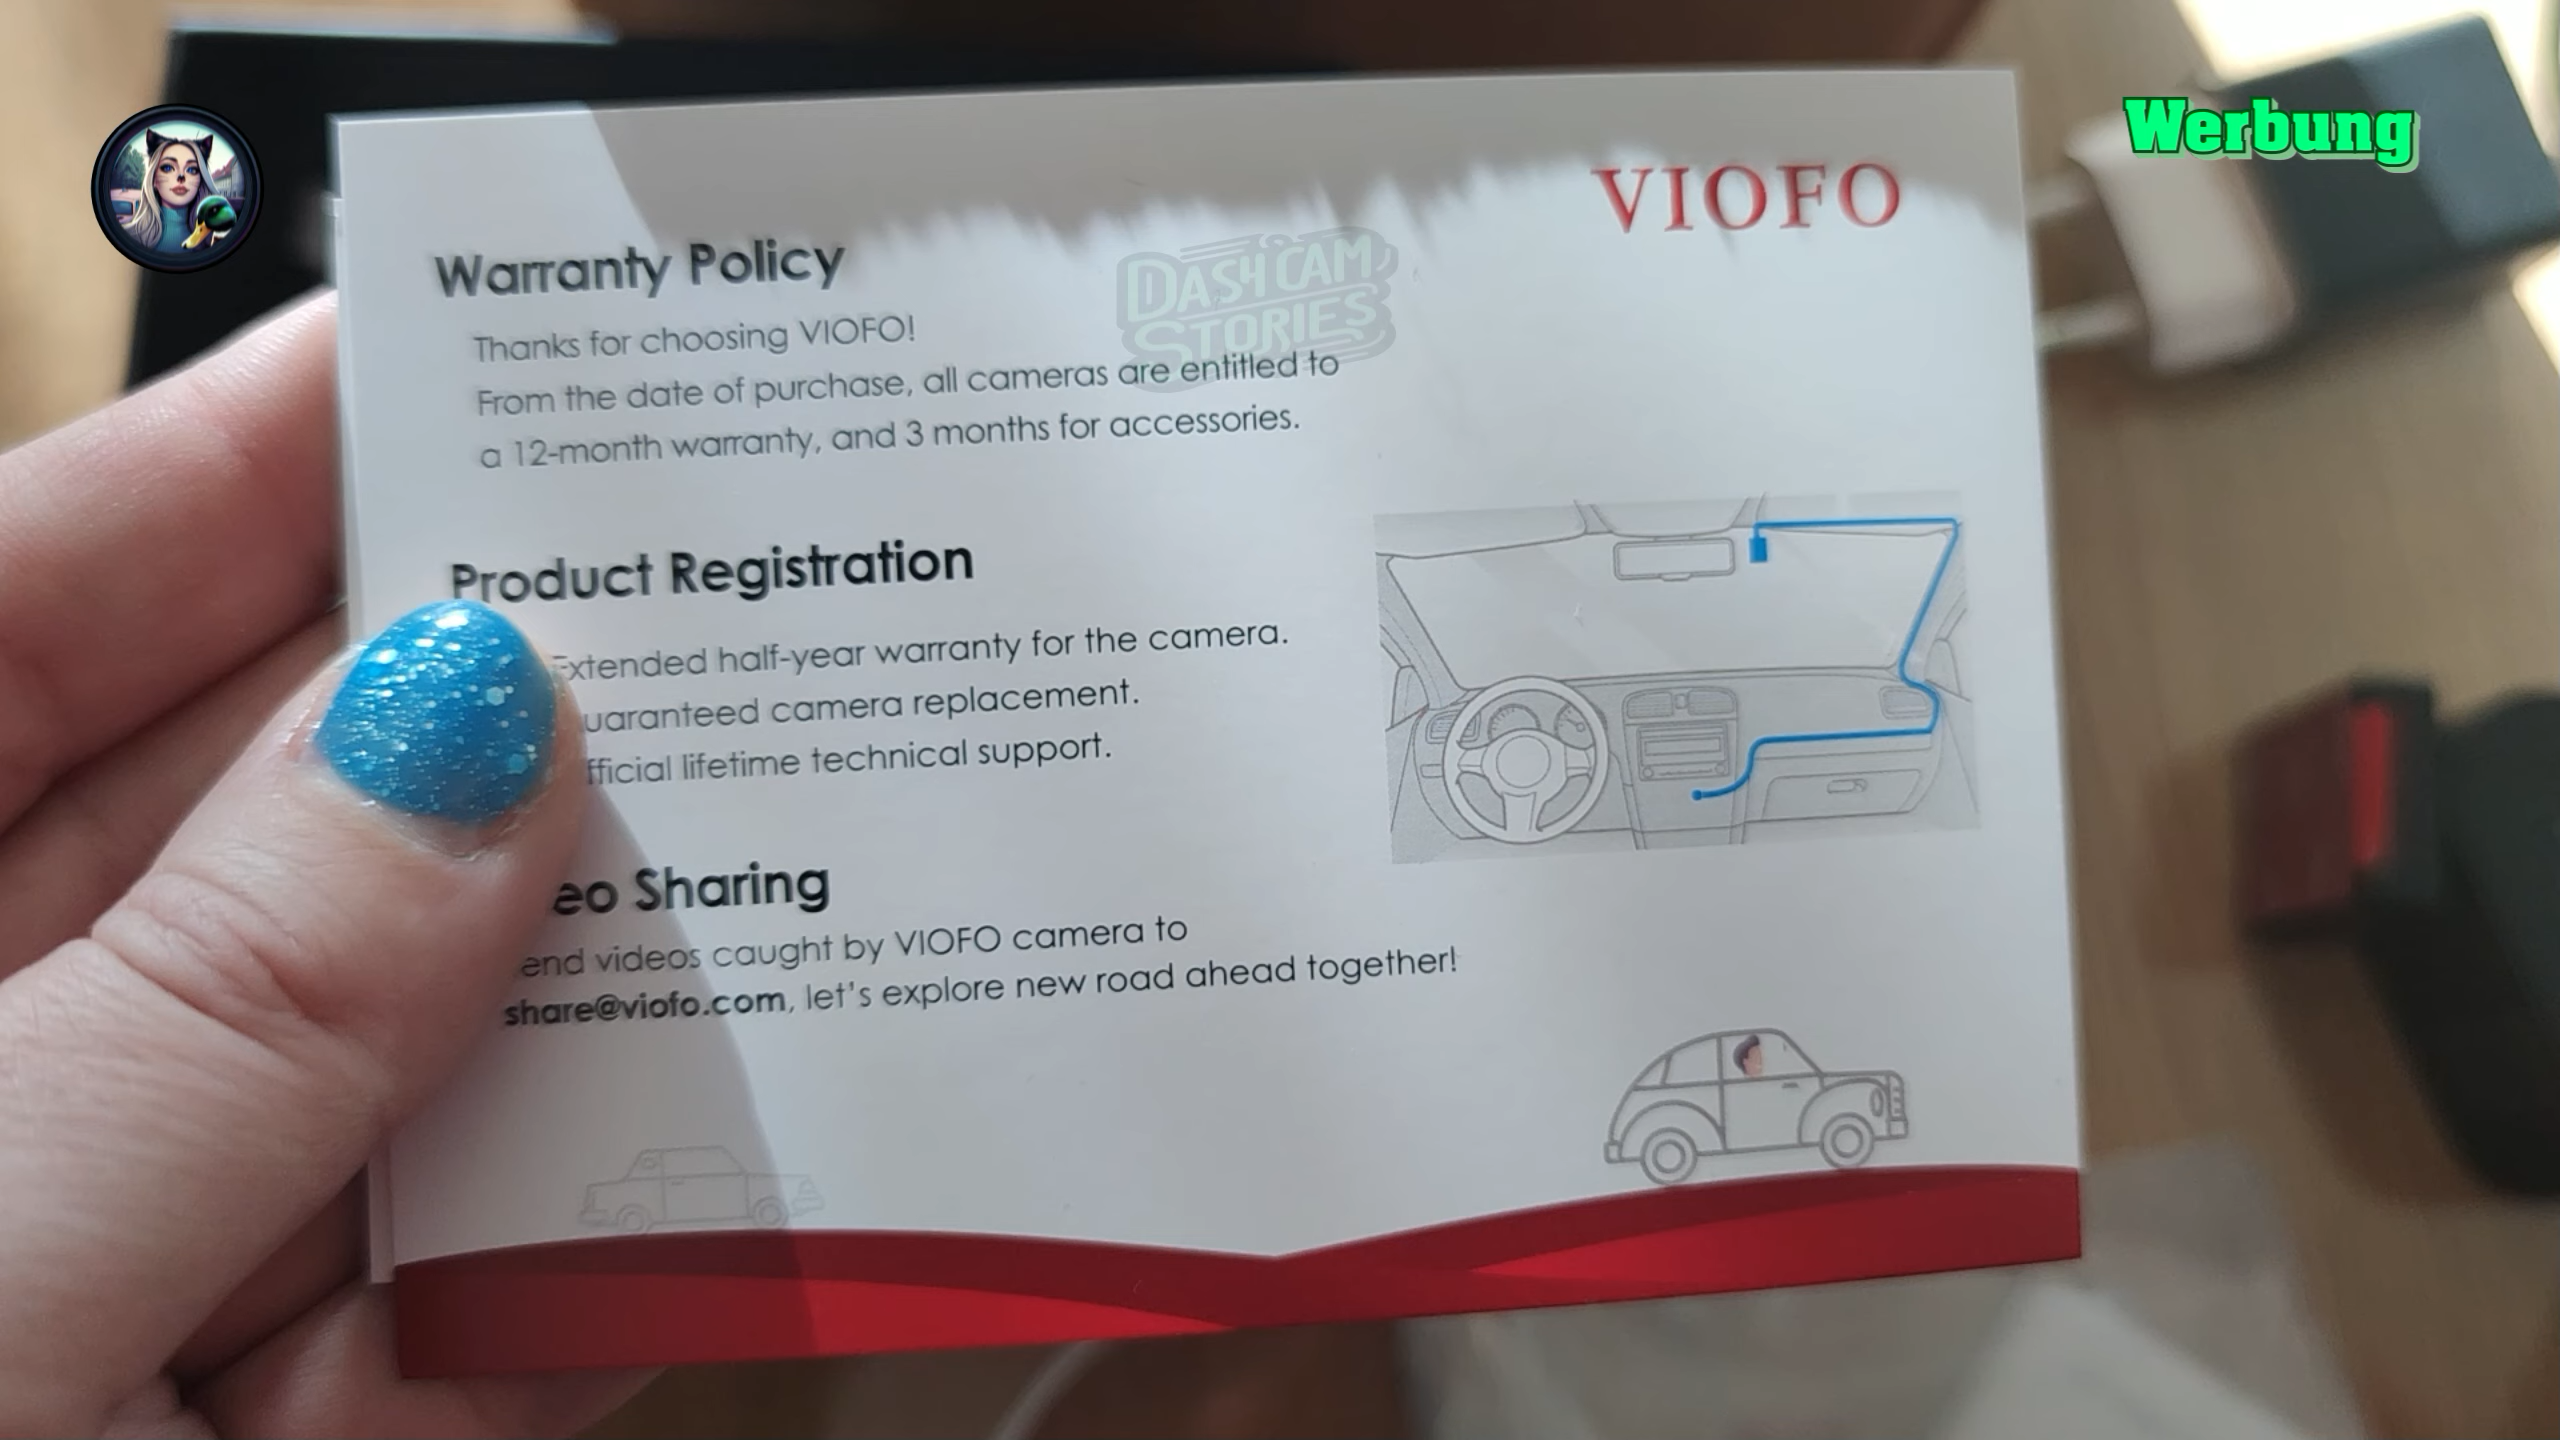 Werbung
VIOFO
DASH CAM
STORIES
Warranty Policy
Thanks for choosing VIOFO!
From the date of purchase, all cameras are entitled to
a 12-month warranty, and 3 months for accessories.
Product Registration
Extended half-year warranty for the camera.
uaranteed camera replacement.
fficial lifetime technical support.
eo Sharing
end videos caught by VIOFO camera to
share@viofo.com, let's explore new road ahead together!